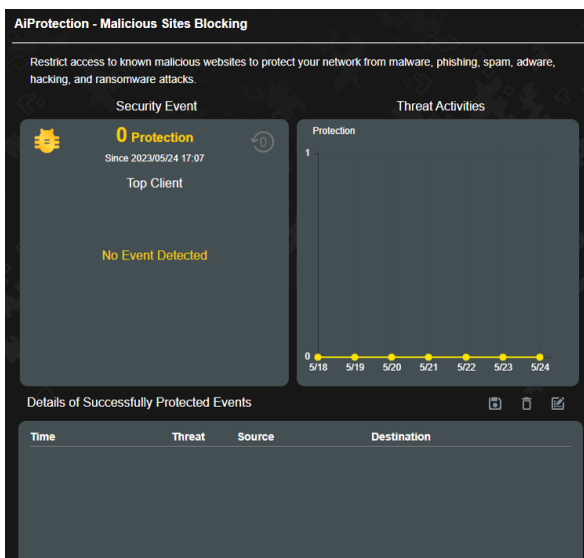 AiProtection - Malicious Sites Blocking
Restrict access to known malicious websites to protect your network from malware, phishing, spam, adware,
hacking, and ransomware attacks.
Security Event
0 Protection
0
Since 2023/05/24 17:07
Top Client
No Event Detected
Threat Activities
Protection
1
0
5/18 5/19 5/20 5/21 5/22 5/23 5/24
Details of Successfully Protected Events
Time Threat Source Destination